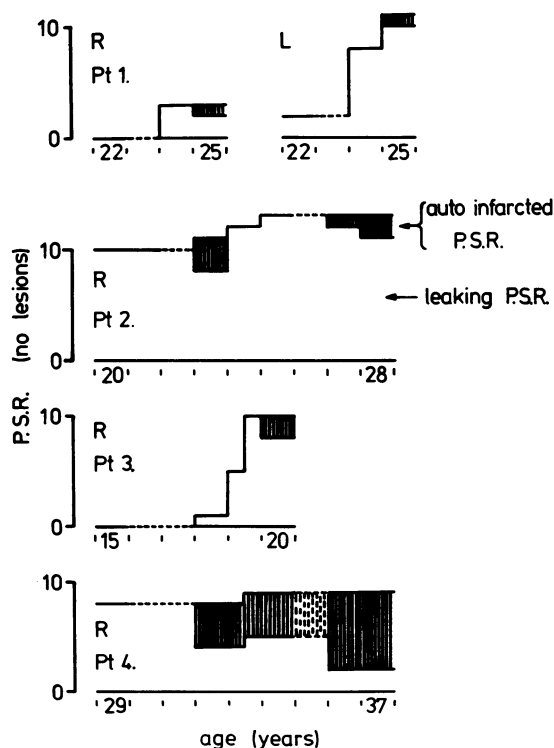 10
R
L
Pt 1.
0
22
25
22
25
10
R
Pt 2.
0
20
28
auto infarcted
P.S.R.
leaking P.S.R.
P.S.R. (no lesions)
10
R
Pt 3.
0
15
20
10
R
Pt 4.
0
29
37
age (years)